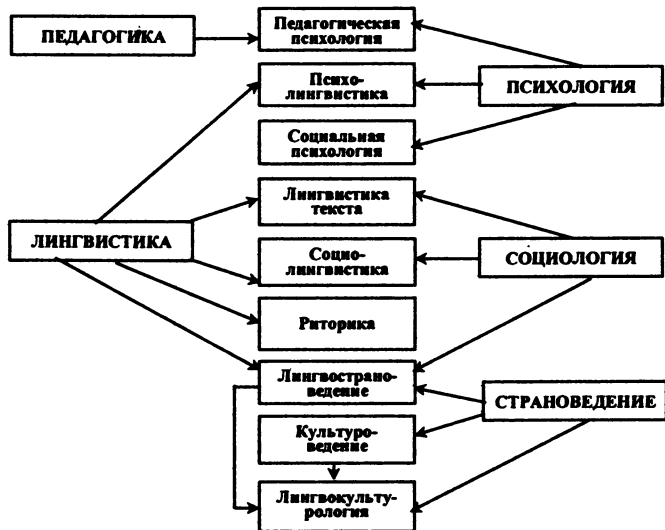 ПЕДАГОГИКА
Педагогическая
психология
Психо-
лингвистика
ПСИХОЛОГИЯ
Социальная
психология
Лингвистика
текста
ЛИНГВИСТИКА
Социо-
лингвистика
СОЦИОЛОГИЯ
Риторика
Лингвострано-
ведение
СТРАНОВЕДЕНИЕ
Культуро-
ведение
Лингвокульту-
рология